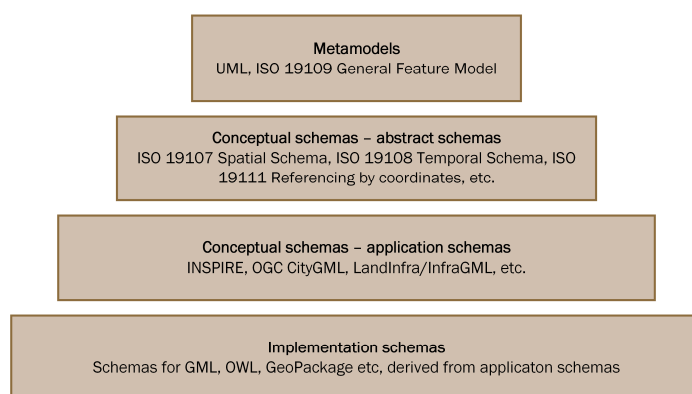 Metamodels
UML, ISO 19109 General Feature Model
Conceptual schemas – abstract schemas
ISO 19107 Spatial Schema, ISO 19108 Temporal Schema, ISO
19111 Referencing by coordinates, etc.
Conceptual schemas – application schemas
INSPIRE, OGC CityGML, LandInfra/InfraGML, etc.
Implementation schemas
Schemas for GML, OWL, GeoPackage etc, derived from applicaton schemas